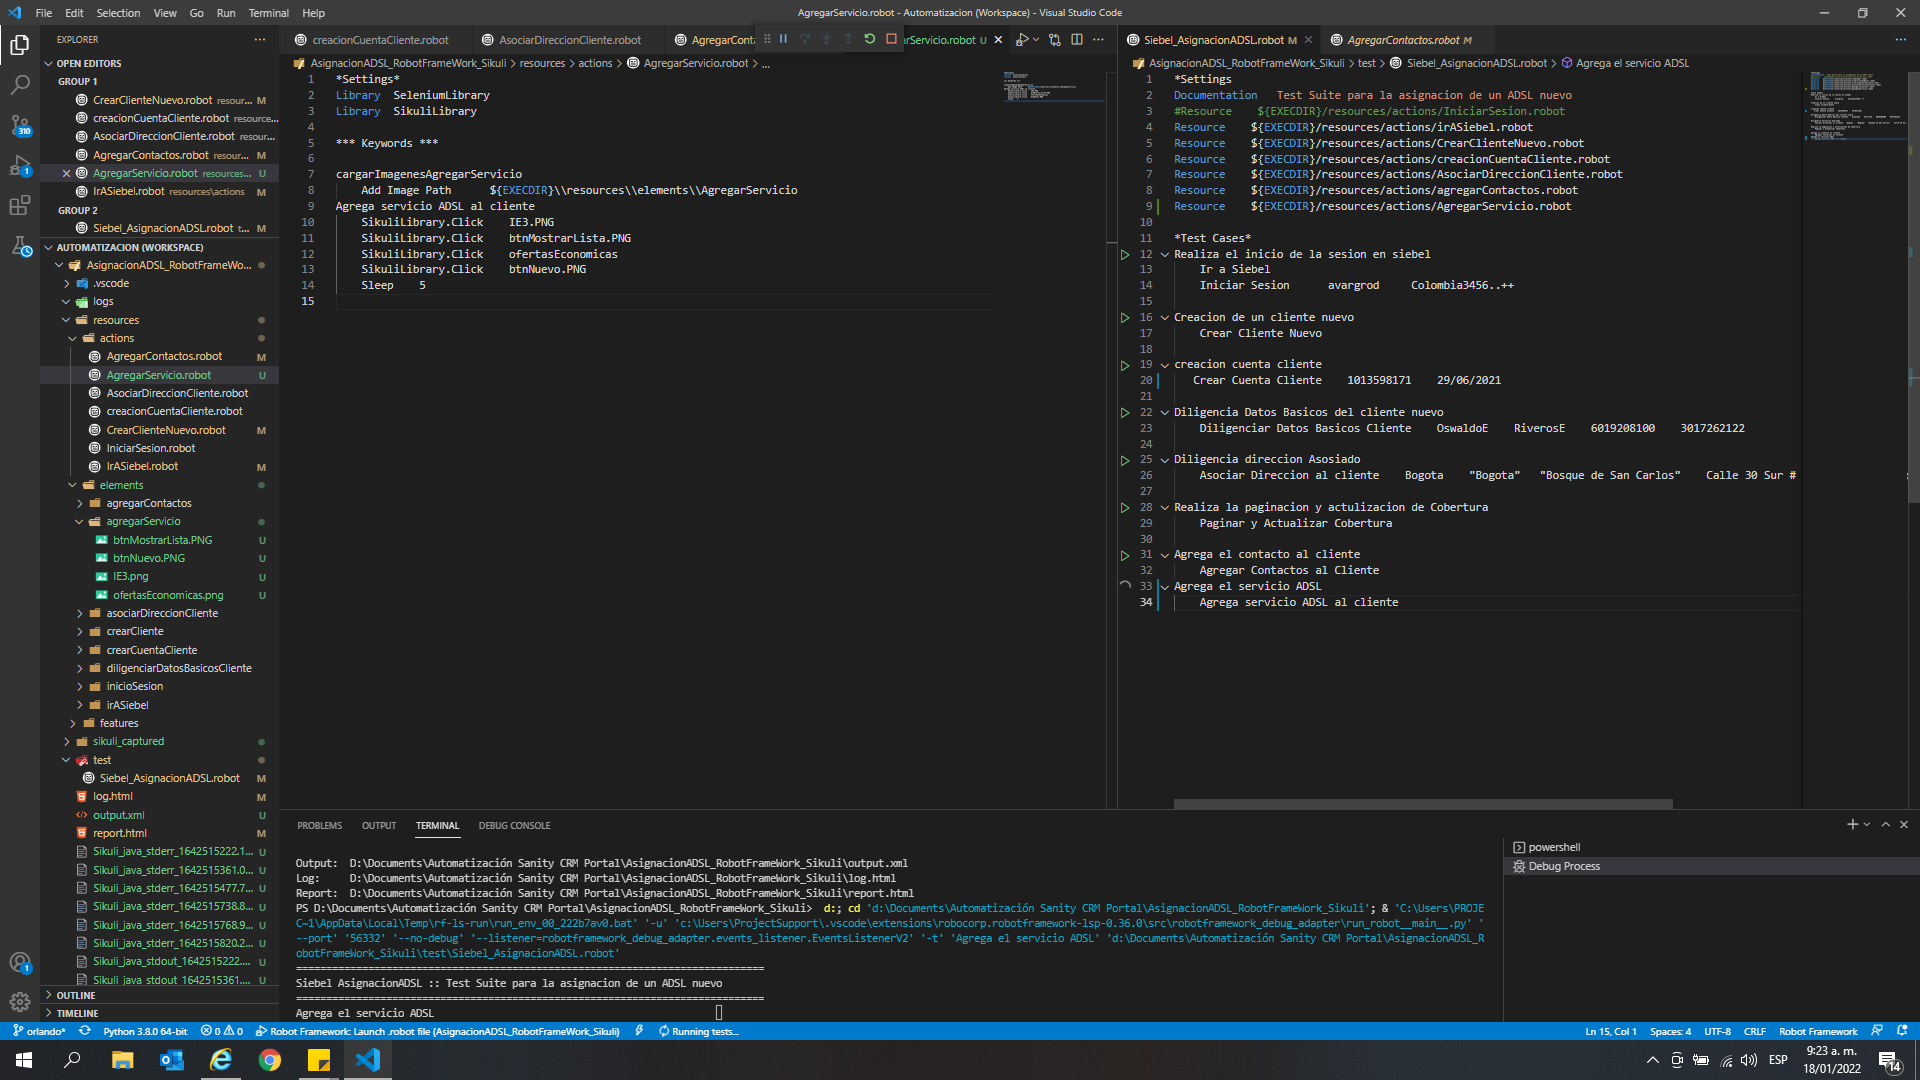 File Edit Selection View Go Run Terminal Help
AgregarServicio.robot - Automatizacion (Workspace) - Visual Studio Code
EXPLORER
OPEN EDITORS
GROUP 1
CrearClienteNuevo.robot resour... M
creacionCuentaCliente.robot resource...
AsociarDireccionCliente.robot resour...
AgregarContactos.robot resour... M
AgregarServicio.robot resources... U
IrASiebel.robot resources\actions M
GROUP 2
Siebel_AsignacionADSL.robot t... M
AUTOMATIZACION (WORKSPACE)
AsignacionADSL_RobotFrameWo...
.vscode
logs
resources
actions
AgregarContactos.robot M
AgregarServicio.robot U
AsociarDireccionCliente.robot
creacionCuentaCliente.robot
CrearClienteNuevo.robot M
IniciarSesion.robot
IrASiebel.robot M
elements
agregarContactos
agregarServicio
btnMostrarLista.PNG U
btnNuevo.PNG U
IE3.png U
ofertasEconomicas.png U
asociarDireccionCliente
crearCliente
crearCuentaCliente
diligenciarDatosBasicosCliente
inicioSesion
irASiebel
features
sikuli_captured
test
Siebel_AsignacionADSL.robot M
log.html M
output.xml U
report.html M
Sikuli_java_stderr_1642515222.1... U
Sikuli_java_stderr_1642515361.0... U
Sikuli_java_stderr_1642515477.7... U
Sikuli_java_stderr_1642515738.8... U
Sikuli_java_stderr_1642515768.9... U
Sikuli_java_stderr_1642515820.2... U
Sikuli_java_stdout_1642515222.... U
Sikuli_java_stdout_1642515361.... U
OUTLINE
TIMELINE
310
1
1
creacionCuentaCliente.robot AsociarDireccionCliente.robot AgregarConta rServicio.robot U
AsignacionADSL_RobotFrameWork_Sikuli > resources > actions > AgregarServicio.robot > ...
1 *Settings*
2 Library SeleniumLibrary
3 Library SikuliLibrary
4
5 *** Keywords ***
6
7 cargarImagenesAgregarServicio
8 Add Image Path ${EXECDIR}\\resources\\elements\\AgregarServicio
9 Agrega servicio ADSL al cliente
10 SikuliLibrary.Click IE3.PNG
11 SikuliLibrary.Click btnMostrarLista.PNG
12 SikuliLibrary.Click ofertasEconomicas
13 SikuliLibrary.Click btnNuevo.PNG
14 Sleep 5
15
Siebel_AsignacionADSL.robot M AgregarContactos.robot M
AsignacionADSL_RobotFrameWork_Sikuli > test > Siebel_AsignacionADSL.robot > Agrega el servicio ADSL
1 *Settings
2 Documentation Test Suite para la asignacion de un ADSL nuevo
3 #Resource ${EXECDIR}/resources/actions/IniciarSesion.robot
4 Resource ${EXECDIR}/resources/actions/irASiebel.robot
5 Resource ${EXECDIR}/resources/actions/CrearClienteNuevo.robot
6 Resource ${EXECDIR}/resources/actions/creacionCuentaCliente.robot
7 Resource ${EXECDIR}/resources/actions/AsociarDireccionCliente.robot
8 Resource ${EXECDIR}/resources/actions/agregarContactos.robot
9 Resource ${EXECDIR}/resources/actions/AgregarServicio.robot
10
11 *Test Cases*
12 Realiza el inicio de la sesion en siebel
13 Ir a Siebel
14 Iniciar Sesion avargrod Colombia3456..++
15
16 Creacion de un cliente nuevo
17 Crear Cliente Nuevo
18
19 creacion cuenta cliente
20 Crear Cuenta Cliente 1013598171 29/06/2021
21
22 Diligencia Datos Basicos del cliente nuevo
23 Diligenciar Datos Basicos Cliente OswaldoE RiverosE 6019208100 3017262122
24
25 Diligencia direccion Asosiado
26 Asociar Direccion al cliente Bogota "Bogota" "Bosque de San Carlos" Calle 30 Sur #
27
28 Realiza la paginacion y actulizacion de Cobertura
29 Paginar y Actualizar Cobertura
30
31 Agrega el contacto al cliente
32 Agregar Contactos al Cliente
33 Agrega el servicio ADSL
34 Agrega servicio ADSL al cliente
PROBLEMS OUTPUT TERMINAL DEBUG CONSOLE
Output: D:\Documents\Automatización Sanity CRM Portal\AsignacionADSL_RobotFrameWork_Sikuli\output.xml
Log: D:\Documents\Automatización Sanity CRM Portal\AsignacionADSL_RobotFrameWork_Sikuli\log.html
Report: D:\Documents\Automatización Sanity CRM Portal\AsignacionADSL_RobotFrameWork_Sikuli\report.html
PS D:\Documents\Automatización Sanity CRM Portal\AsignacionADSL_RobotFrameWork_Sikuli> d:; cd 'd:\Documents\Automatización Sanity CRM Portal\AsignacionADSL_RobotFrameWork_Sikuli'; & 'C:\Users\PROJE
C~1\AppData\Local\Temp\rf-ls-run\run_env_00_222b7av0.bat' '-u' 'c:\Users\ProjectSupport\.vscode\extensions\robocorp.robotframework-lsp-0.36.0\src\robotframework_debug_adapter\run_robot__main__.py' '
--port' '56332' '--no-debug' '--listener=robotframework_debug_adapter.events_listener.EventsListenerV2' '-t' 'Agrega el servicio ADSL' 'd:\Documents\Automatización Sanity CRM Portal\AsignacionADSL_R
obotFrameWork_Sikuli\test\Siebel_AsignacionADSL.robot'
==============================================================================
Siebel AsignacionADSL :: Test Suite para la asignacion de un ADSL nuevo
==============================================================================
Agrega el servicio ADSL
powershell
Debug Process
orlando* Python 3.8.0 64-bit 0 0 Robot Framework: Launch .robot file (AsignacionADSL_RobotFrameWork_Sikuli) Running tests...
Ln 15, Col 1 Spaces: 4 UTF-8 CRLF Robot Framework
ESP
9:23 a. m.
18/01/2022
14